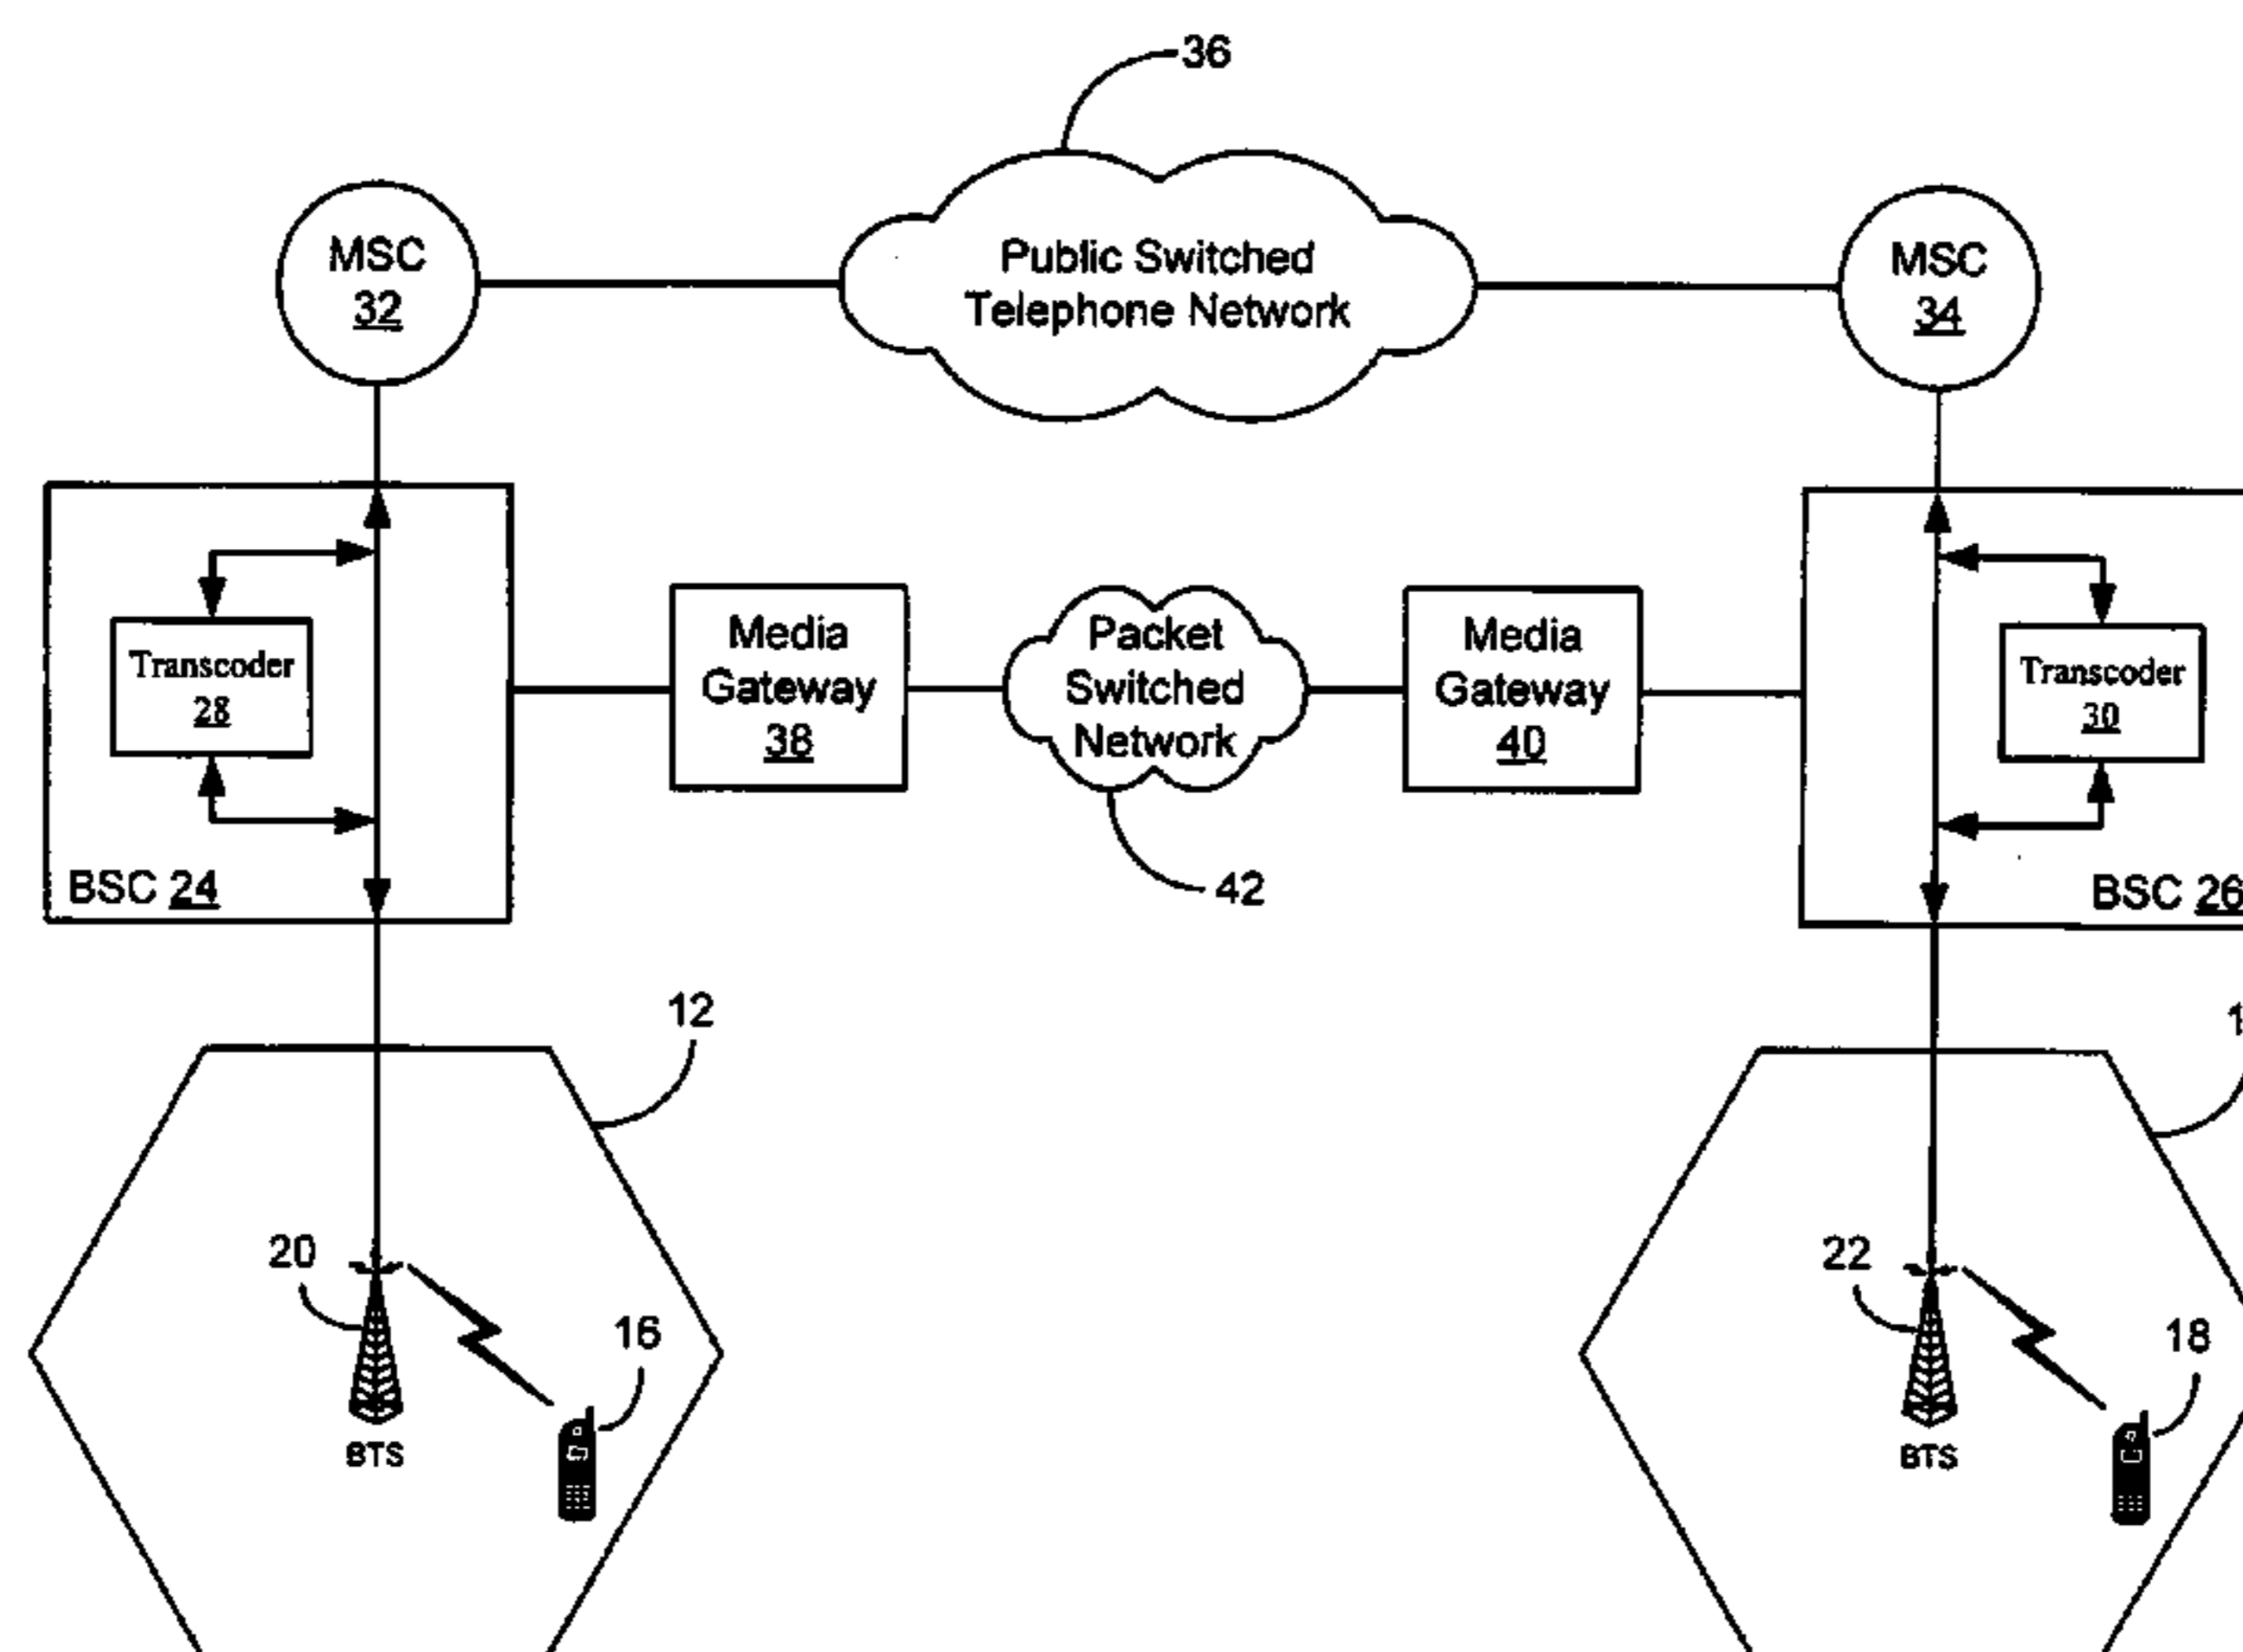 36
MSC
32
Public Switched
Telephone Network
MSC
34
Transcoder
28
BSC 24
Media
Gateway
38
Packet
Switched
Network
42
Media
Gateway
40
Transcoder
30
BSC 26
12
1
20
BTS
16
22
BTS
18